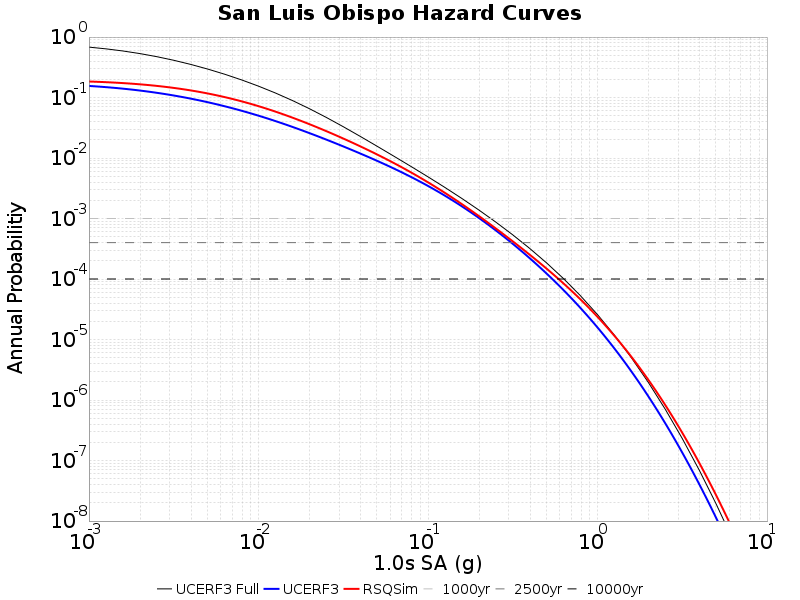 San Luis Obispo Hazard Curves
Annual Probabilitiy
10^0
10^-1
10^-2
10^-3
10^-4
10^-5
10^-6
10^-7
10^-8
10^-3 10^-2 10^-1 10^0 10^1
1.0s SA (g)
UCERF3 Full UCERF3 RSQSim 1000yr 2500yr 10000yr